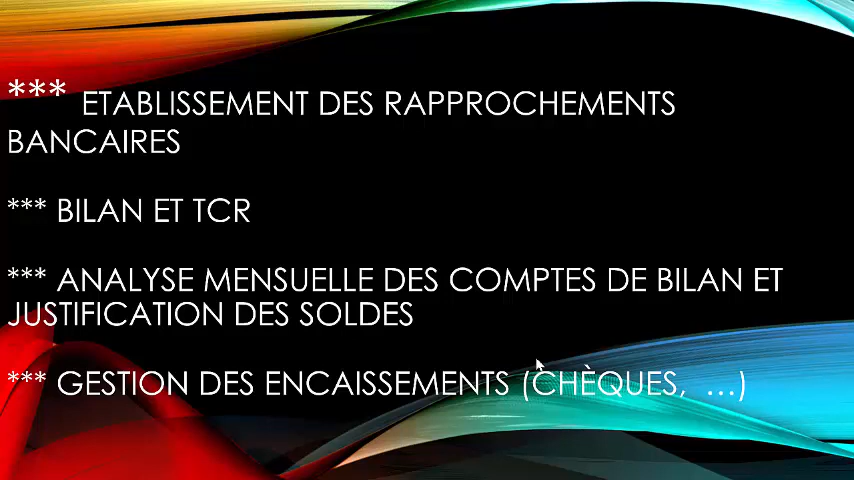 *** ETABLISSEMENT DES RAPPROCHEMENTS
BANCAIRES
*** BILAN ET TCR
*** ANALYSE MENSUELLE DES COMPTES DE BILAN ET
JUSTIFICATION DES SOLDES
*** GESTION DES ENCAISSEMENTS (CHÈQUES, ...)